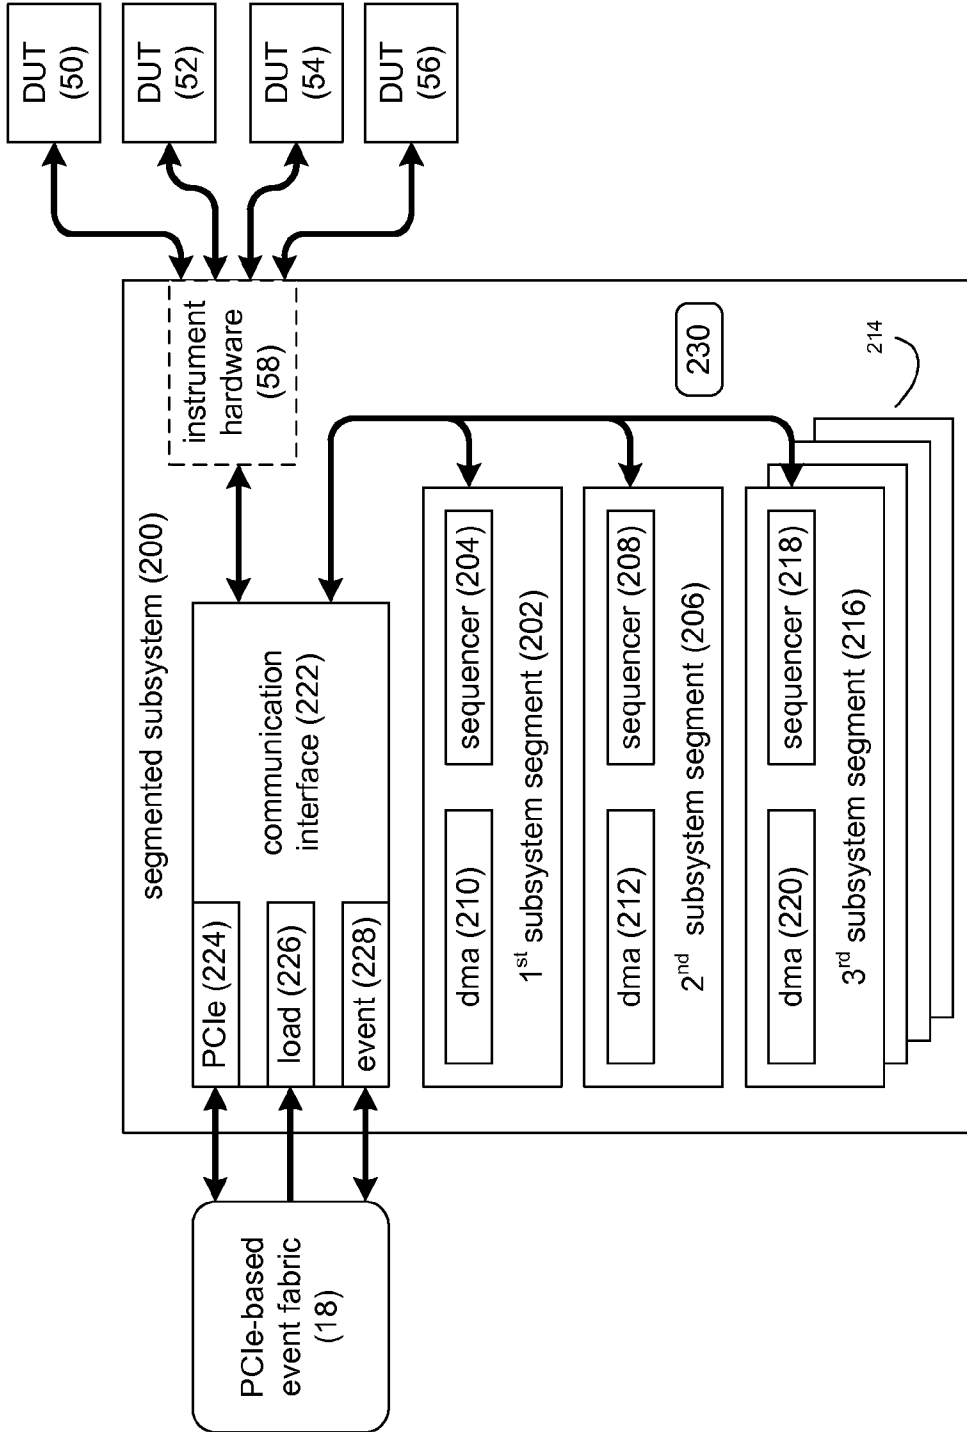 DUT
(50)
DUT
(52)
DUT
(54)
DUT
(56)
segmented subsystem (200)
instrument
hardware
(58)
PCIe-based
event fabric
(18)
PCIe (224)
load (226)
event (228)
communication
interface (222)
230
214
dma (210)
sequencer (204)
1st subsystem segment (202)
dma (212)
sequencer (208)
2nd subsystem segment (206)
dma (220)
sequencer (218)
3rd subsystem segment (216)